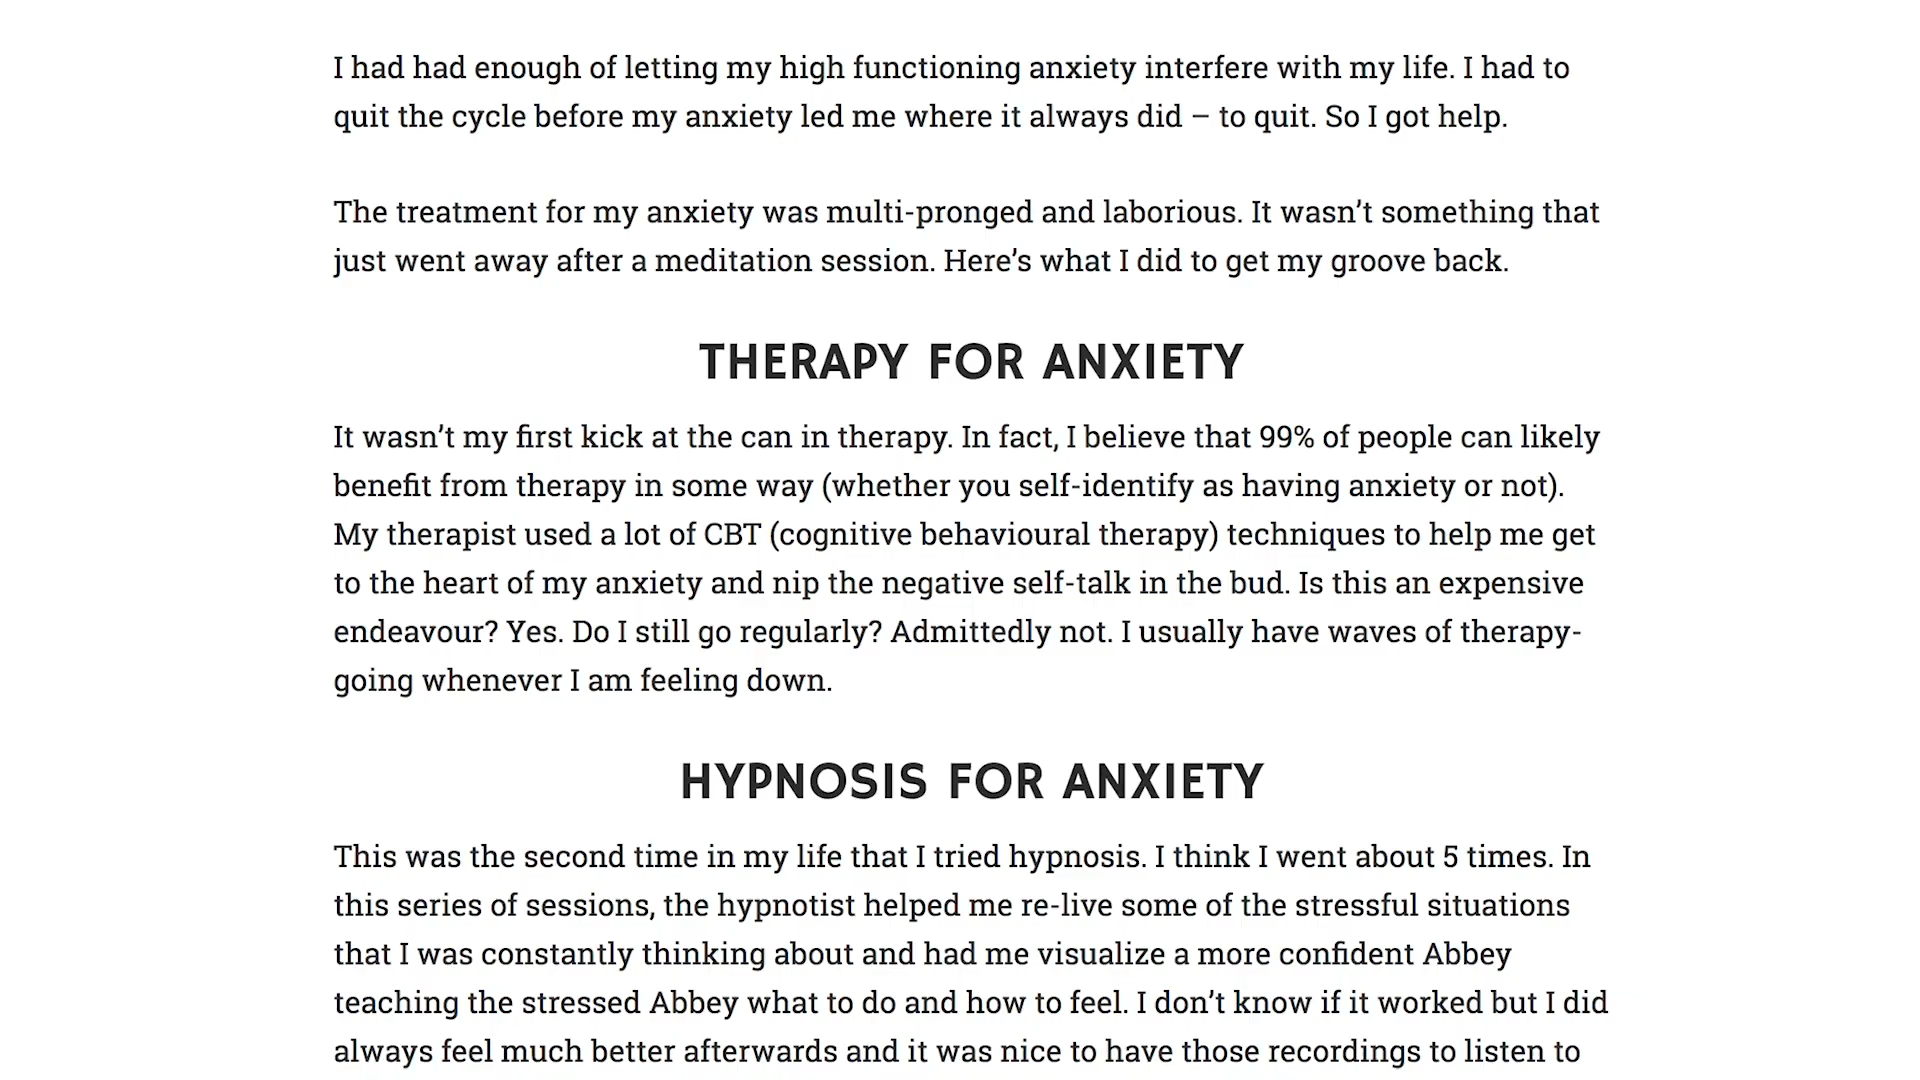 I had had enough of letting my high functioning anxiety interfere with my life. I had to
quit the cycle before my anxiety led me where it always did – to quit. So I got help.
The treatment for my anxiety was multi-pronged and laborious. It wasn’t something that
just went away after a meditation session. Here’s what I did to get my groove back.
THERAPY FOR ANXIETY
It wasn’t my first kick at the can in therapy. In fact, I believe that 99% of people can likely
benefit from therapy in some way (whether you self-identify as having anxiety or not).
My therapist used a lot of CBT (cognitive behavioural therapy) techniques to help me get
to the heart of my anxiety and nip the negative self-talk in the bud. Is this an expensive
endeavour? Yes. Do I still go regularly? Admittedly not. I usually have waves of therapy-
going whenever I am feeling down.
HYPNOSIS FOR ANXIETY
This was the second time in my life that I tried hypnosis. I think I went about 5 times. In
this series of sessions, the hypnotist helped me re-live some of the stressful situations
that I was constantly thinking about and had me visualize a more confident Abbey
teaching the stressed Abbey what to do and how to feel. I don’t know if it worked but I did
always feel much better afterwards and it was nice to have those recordings to listen to